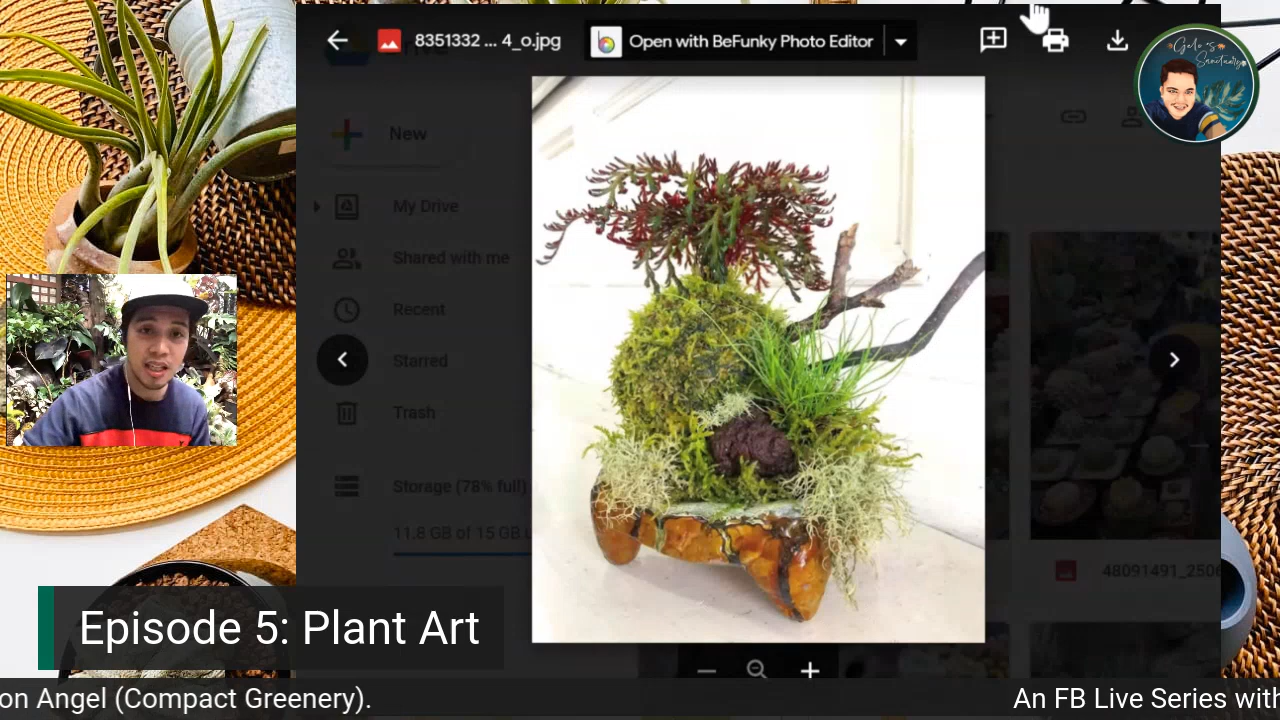 8351332 ... 4_o.jpg
Open with BeFunky Photo Editor
Gelo's
Sanctuary
New
My Drive
Shared with me
Recent
Starred
Trash
Storage (78% full)
11.8 GB of 15 GB
48091491_250
Episode 5: Plant Art
on Angel (Compact Greenery).
An FB Live Series with